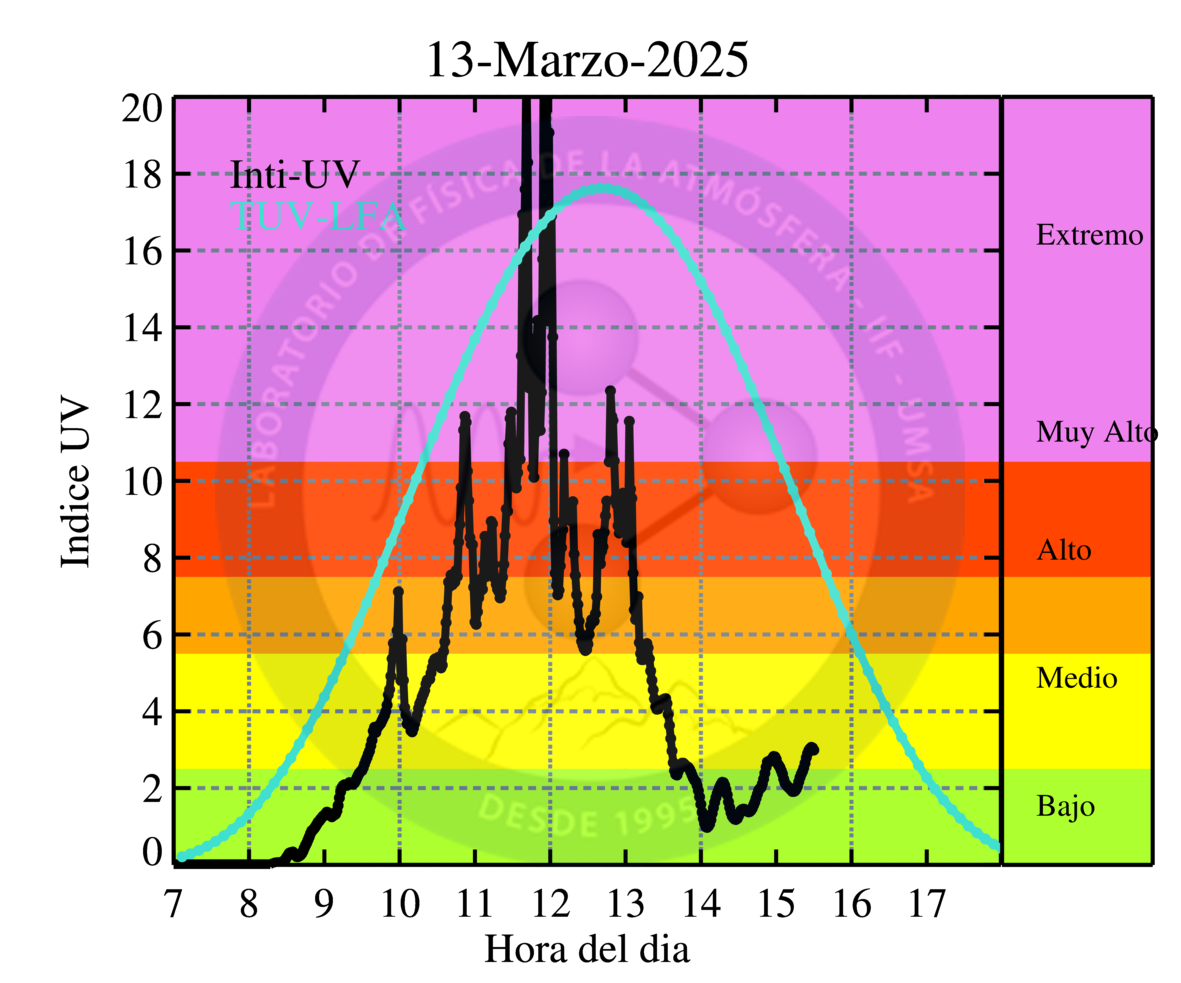 13-Marzo-2025
Indice UV
20
18
16
14
12
10
8
6
4
2
0
Inti-UV
TUV-LFA
LABORATORIO DE FÍSICA DE LA ATMÓSFERA - IIF - UMSA
DESDE 1995
Extremo
Muy Alto
Alto
Medio
Bajo
7 8 9 10 11 12 13 14 15 16 17
Hora del dia